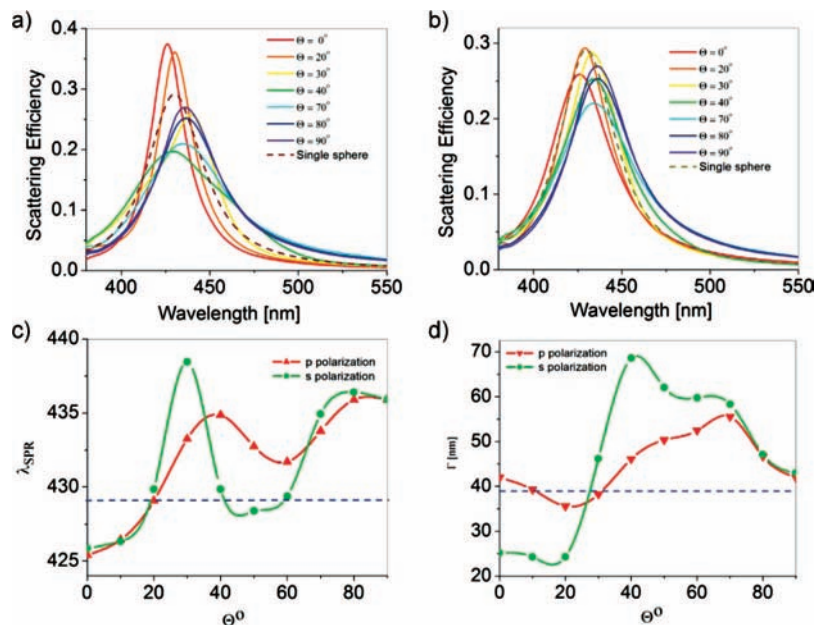 a)
0.4
0.3
0.2
0.1
0.0
Scattering Efficiency
Θ = 0°
Θ = 20°
Θ = 30°
Θ = 40°
Θ = 70°
Θ = 80°
Θ = 90°
Single sphere
400 450 500 550
Wavelength [nm]
b)
0.3
0.2
0.1
0.0
Scattering Efficiency
Θ = 0°
Θ = 20°
Θ = 30°
Θ = 40°
Θ = 70°
Θ = 80°
Θ = 90°
Single sphere
400 450 500 550
Wavelength [nm]
c)
440
435
430
425
λSPR
p polarization
s polarization
0 20 40 60 80
Θº
d)
70
60
50
40
30
20
Γ [nm]
p polarization
s polarization
0 20 40 60 80
Θº